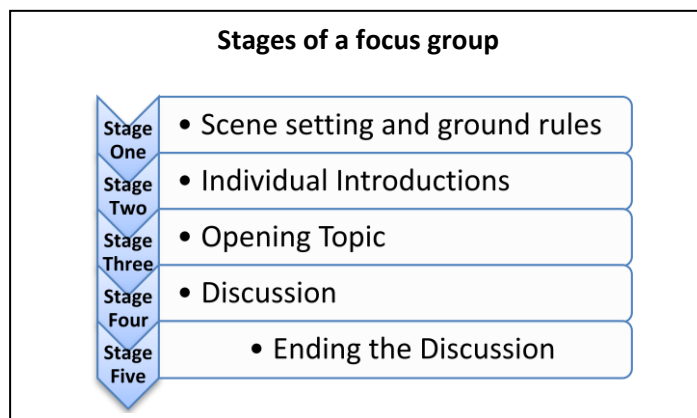 Stages of a focus group
Stage
One
• Scene setting and ground rules
Stage
Two
• Individual Introductions
Stage
Three
• Opening Topic
Stage
Four
• Discussion
Stage
Five
• Ending the Discussion